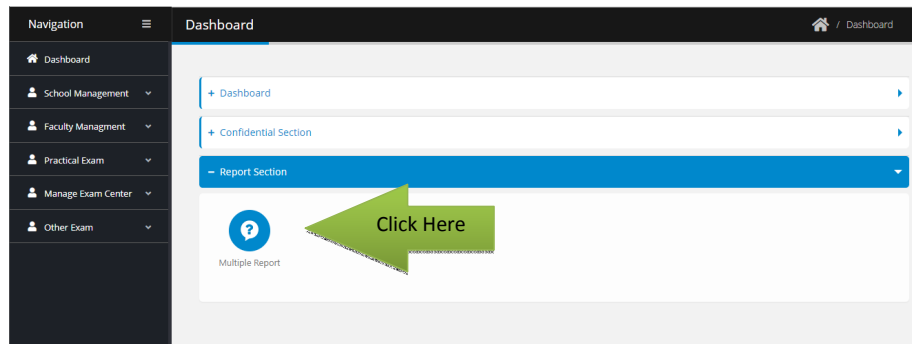 Navigation
Dashboard
/ Dashboard
Dashboard
School Management
Faculty Managment
Practical Exam
Manage Exam Center
Other Exam
+ Dashboard
+ Confidential Section
– Report Section
Click Here
Multiple Report